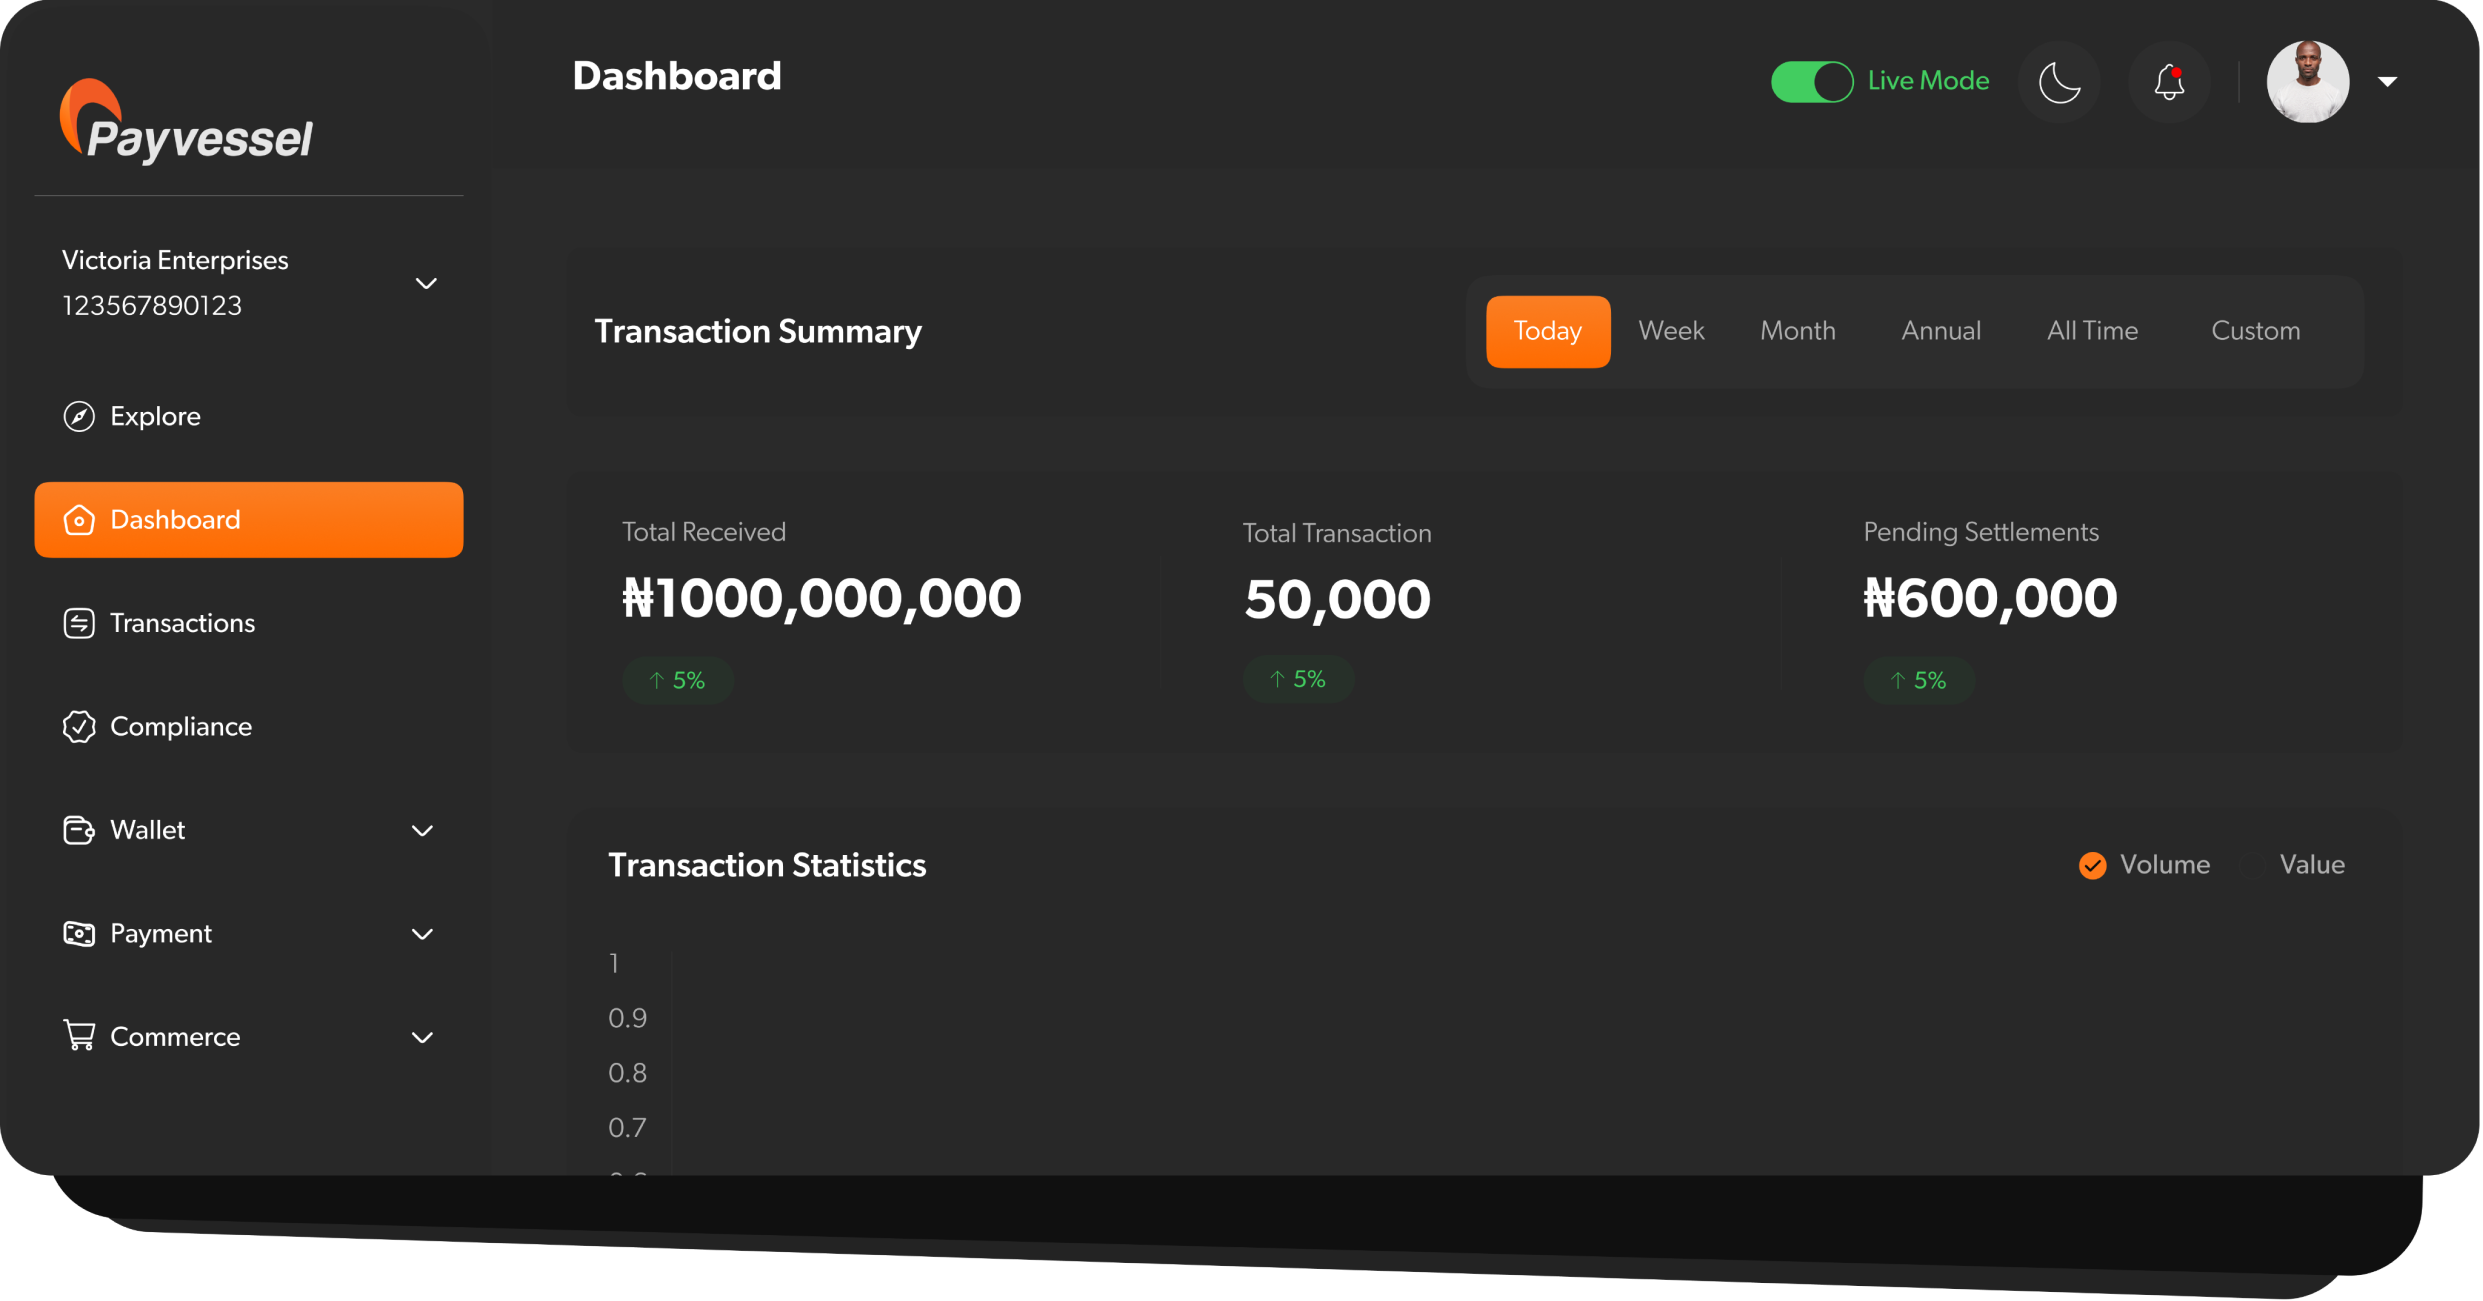 Payvessel
Victoria Enterprises
123567890123
Explore
Dashboard
Transactions
Compliance
Wallet
Payment
Commerce
Dashboard
Live Mode
Transaction Summary
Today Week Month Annual All Time Custom
Total Received
₦1000,000,000
↑ 5%
Total Transaction
50,000
↑ 5%
Pending Settlements
₦600,000
↑ 5%
Transaction Statistics
Volume Value
1
0.9
0.8
0.7